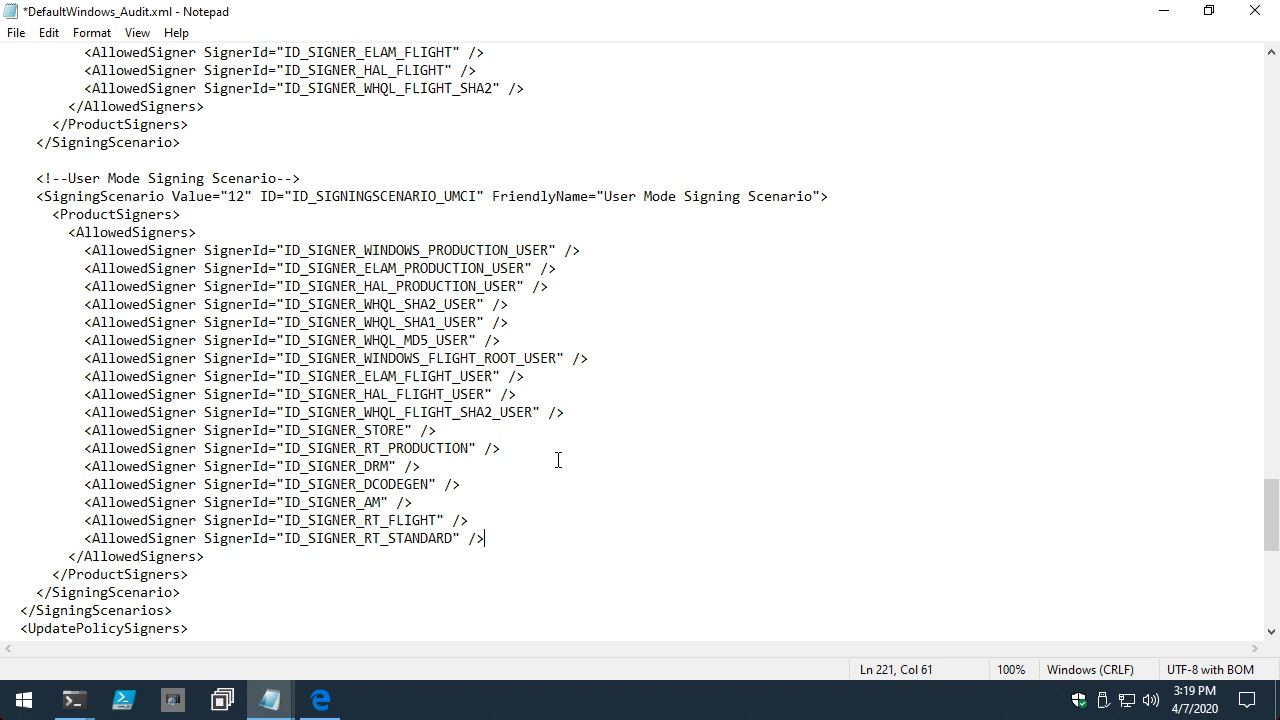 *DefaultWindows_Audit.xml - Notepad
File Edit Format View Help
<AllowedSigner SignerId="ID_SIGNER_ELAM_FLIGHT" />
<AllowedSigner SignerId="ID_SIGNER_HAL_FLIGHT" />
<AllowedSigner SignerId="ID_SIGNER_WHQL_FLIGHT_SHA2" />
</AllowedSigners>
</ProductSigners>
</SigningScenario>
<!--User Mode Signing Scenario-->
<SigningScenario Value="12" ID="ID_SIGNINGSCENARIO_UMCI" FriendlyName="User Mode Signing Scenario">
<ProductSigners>
<AllowedSigners>
<AllowedSigner SignerId="ID_SIGNER_WINDOWS_PRODUCTION_USER" />
<AllowedSigner SignerId="ID_SIGNER_ELAM_PRODUCTION_USER" />
<AllowedSigner SignerId="ID_SIGNER_HAL_PRODUCTION_USER" />
<AllowedSigner SignerId="ID_SIGNER_WHQL_SHA2_USER" />
<AllowedSigner SignerId="ID_SIGNER_WHQL_SHA1_USER" />
<AllowedSigner SignerId="ID_SIGNER_WHQL_MD5_USER" />
<AllowedSigner SignerId="ID_SIGNER_WINDOWS_FLIGHT_ROOT_USER" />
<AllowedSigner SignerId="ID_SIGNER_ELAM_FLIGHT_USER" />
<AllowedSigner SignerId="ID_SIGNER_HAL_FLIGHT_USER" />
<AllowedSigner SignerId="ID_SIGNER_WHQL_FLIGHT_SHA2_USER" />
<AllowedSigner SignerId="ID_SIGNER_STORE" />
<AllowedSigner SignerId="ID_SIGNER_RT_PRODUCTION" />
<AllowedSigner SignerId="ID_SIGNER_DRM" />
<AllowedSigner SignerId="ID_SIGNER_DCODEGEN" />
<AllowedSigner SignerId="ID_SIGNER_AM" />
<AllowedSigner SignerId="ID_SIGNER_RT_FLIGHT" />
<AllowedSigner SignerId="ID_SIGNER_RT_STANDARD" />
</AllowedSigners>
</ProductSigners>
</SigningScenario>
</SigningScenarios>
<UpdatePolicySigners>
Ln 221, Col 61 100% Windows (CRLF) UTF-8 with BOM
3:19 PM
4/7/2020